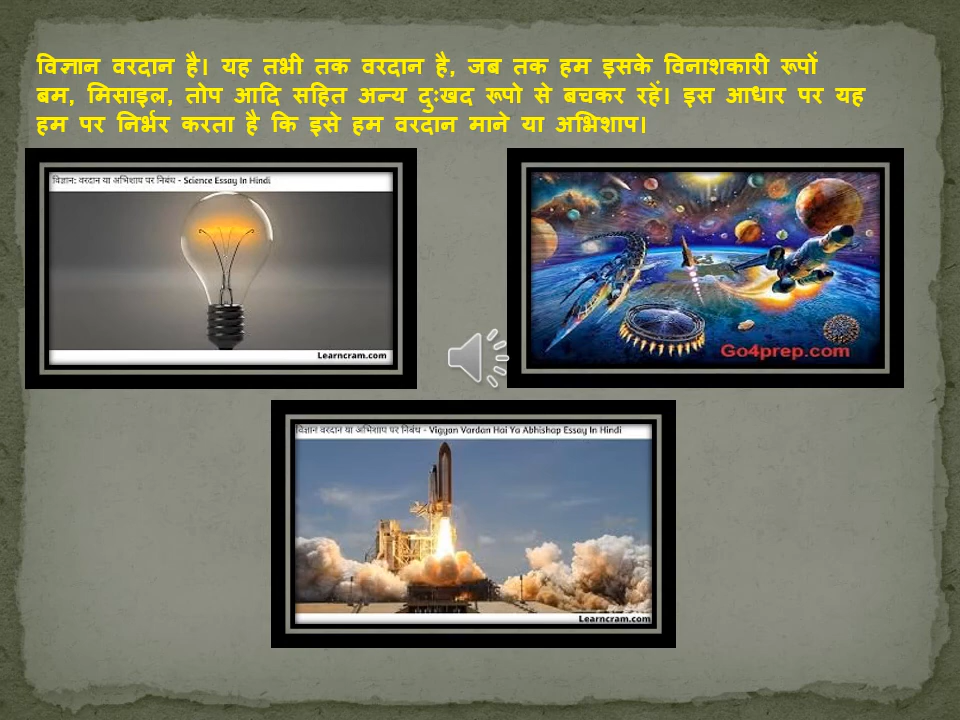 विज्ञान वरदान है। यह तभी तक वरदान है, जब तक हम इसके विनाशकारी रूपों
बम, मिसाइल, तोप आदि सहित अन्य दुःखद रूपो से बचकर रहें। इस आधार पर यह
हम पर निर्भर करता है कि इसे हम वरदान माने या अभिशाप।
विज्ञान: वरदान या अभिशाप पर निबंध - Science Essay In Hindi
Learncram.com
Go4prep.com
विज्ञान वरदान या अभिशाप पर निबंध - Vigyan Vardan Hai Ya Abhishap Essay In Hindi
Learncram.com